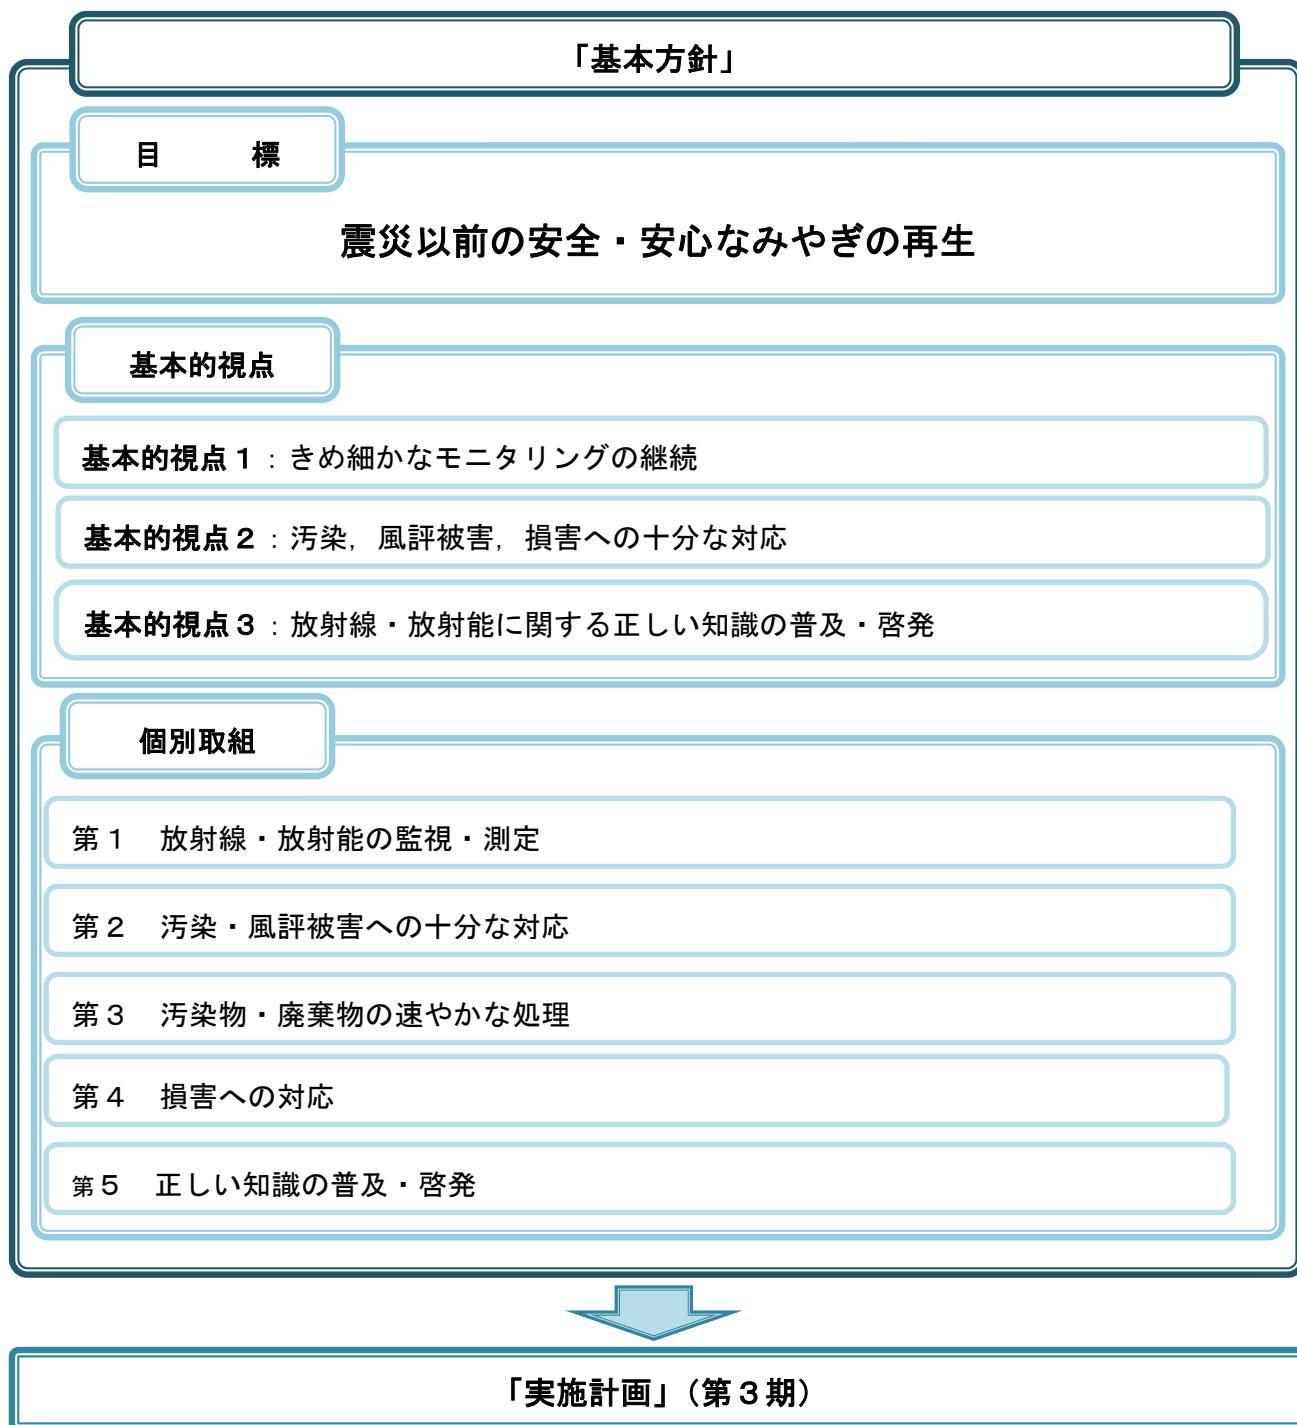 「基本方針」
目　標
震災以前の安全・安心なみやぎの再生
基本的視点
基本的視点１：きめ細かなモニタリングの継続
基本的視点２：汚染，風評被害，損害への十分な対応
基本的視点３：放射線・放射能に関する正しい知識の普及・啓発
個別取組
第１　放射線・放射能の監視・測定
第２　汚染・風評被害への十分な対応
第３　汚染物・廃棄物の速やかな処理
第４　損害への対応
第５　正しい知識の普及・啓発
「実施計画」（第３期）